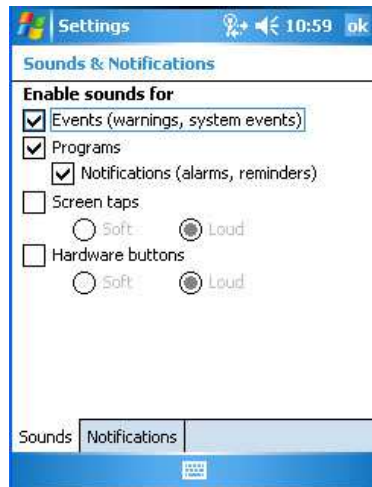 Settings 10:59 ok
Sounds & Notifications
Enable sounds for
Events (warnings, system events)
Programs
Notifications (alarms, reminders)
Screen taps
Soft Loud
Hardware buttons
Soft Loud
Sounds Notifications